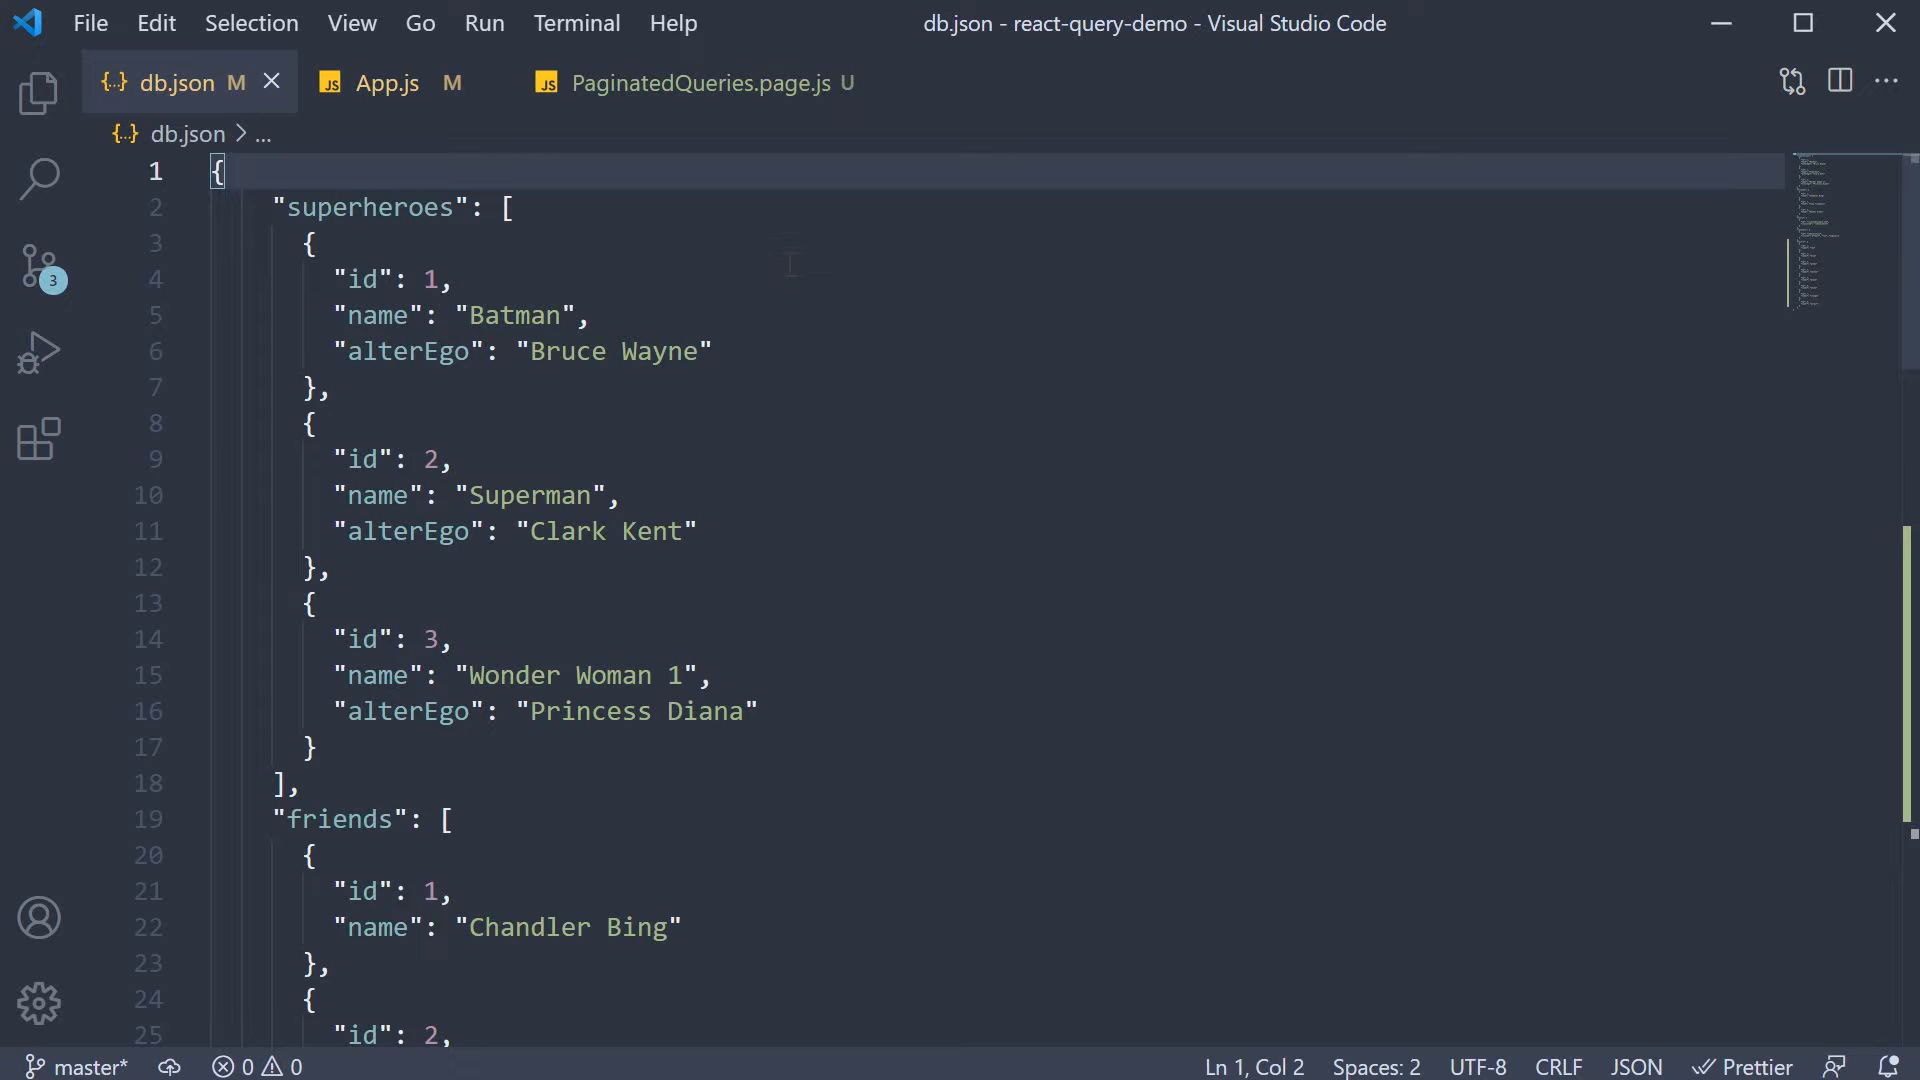 File Edit Selection View Go Run Terminal Help db.json - react-query-demo - Visual Studio Code
{..} db.json M JS App.js M JS PaginatedQueries.page.js U
{..} db.json > ...
1 {
2 "superheroes": [
3 {
4 "id": 1,
5 "name": "Batman",
6 "alterEgo": "Bruce Wayne"
7 },
8 {
9 "id": 2,
10 "name": "Superman",
11 "alterEgo": "Clark Kent"
12 },
13 {
14 "id": 3,
15 "name": "Wonder Woman 1",
16 "alterEgo": "Princess Diana"
17 }
18 ],
19 "friends": [
20 {
21 "id": 1,
22 "name": "Chandler Bing"
23 },
24 {
25 "id": 2,
3
master* 0 0 Ln 1, Col 2 Spaces: 2 UTF-8 CRLF JSON Prettier